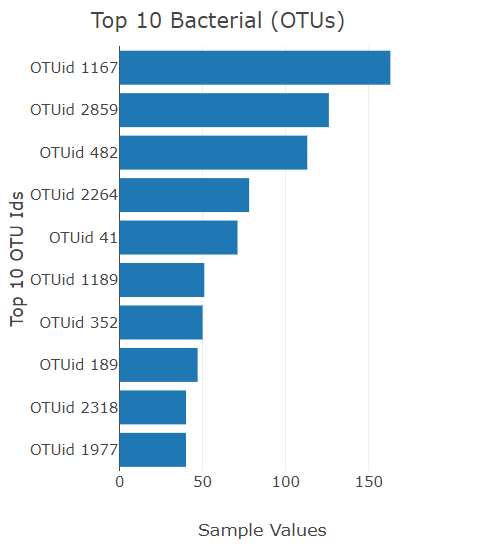 Top 10 Bacterial (OTUs)
Top 10 OTU Ids
OTUid 1167
OTUid 2859
OTUid 482
OTUid 2264
OTUid 41
OTUid 1189
OTUid 352
OTUid 189
OTUid 2318
OTUid 1977
0 50 100 150
Sample Values